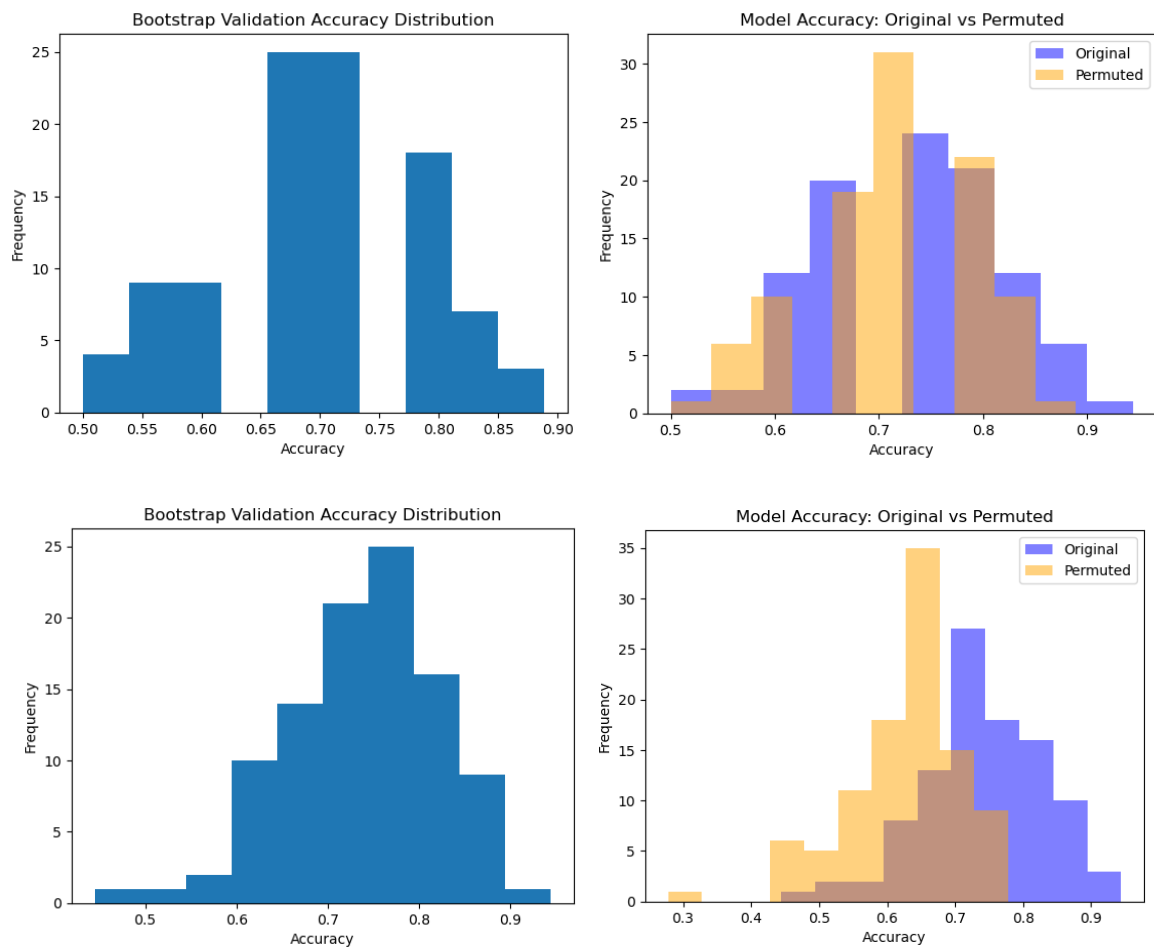 Bootstrap Validation Accuracy Distribution
25
20
15
10
5
0
Frequency
0.50 0.55 0.60 0.65 0.70 0.75 0.80 0.85 0.90
Accuracy
Model Accuracy: Original vs Permuted
Original
Permuted
30
25
20
15
10
5
0
Frequency
0.5 0.6 0.7 0.8 0.9
Accuracy
Bootstrap Validation Accuracy Distribution
25
20
15
10
5
0
Frequency
0.5 0.6 0.7 0.8 0.9
Accuracy
Model Accuracy: Original vs Permuted
Original
Permuted
35
30
25
20
15
10
5
0
Frequency
0.3 0.4 0.5 0.6 0.7 0.8 0.9
Accuracy